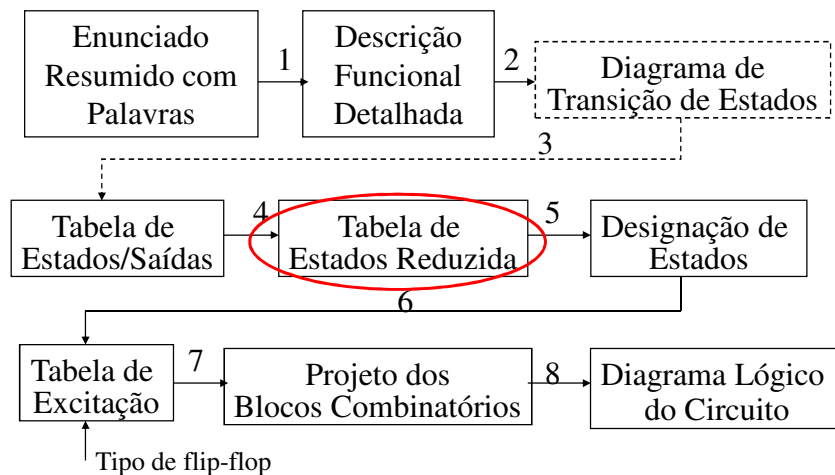 Enunciado
Resumido com
Palavras
1
Descrição
Funcional
Detalhada
2
Diagrama de
Transição de Estados
3
Tabela de
Estados/Saídas
4
Tabela de
Estados Reduzida
5
Designação de
Estados
6
Tabela de
Excitação
7
Projeto dos
Blocos Combinatórios
8
Diagrama Lógico
do Circuito
Tipo de flip-flop